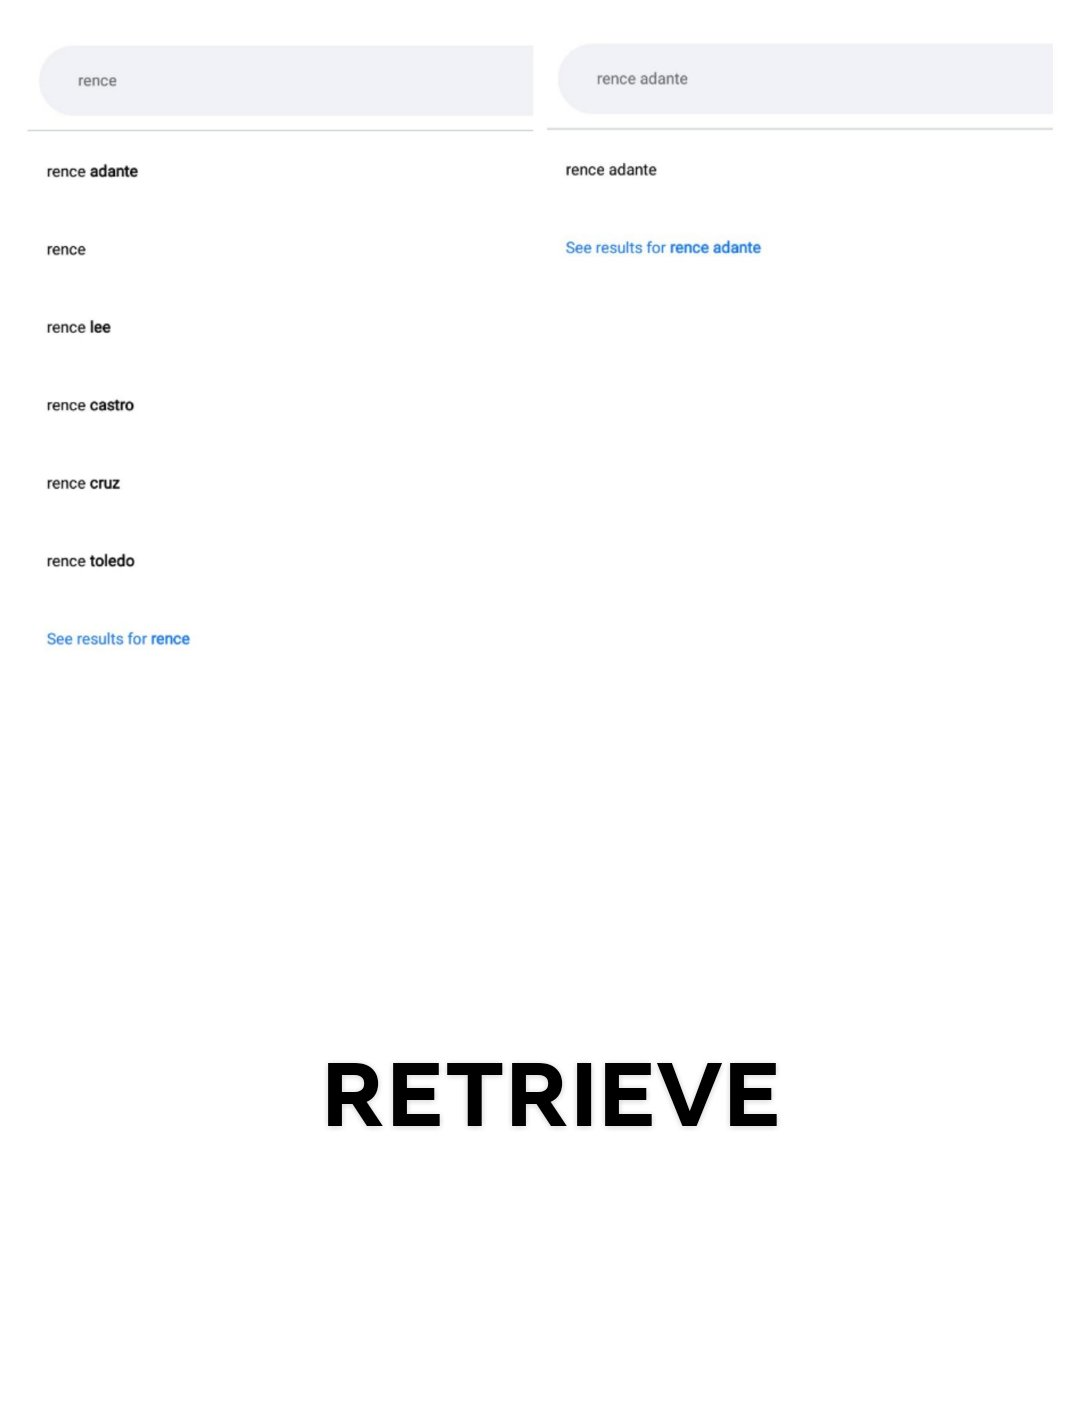 rence
rence adante
rence
rence lee
rence castro
rence cruz
rence toledo
See results for rence
rence adante
rence adante
See results for rence adante
RETRIEVE